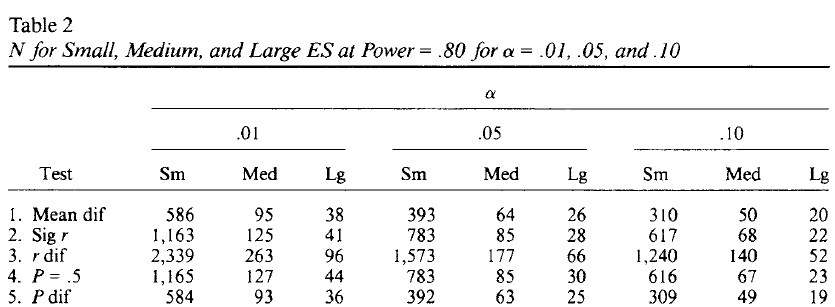 Table 2
N for Small, Medium, and Large ES at Power = .80 for α = .01, .05, and .10
α
.01 .05 .10
Test Sm Med Lg Sm Med Lg Sm Med Lg
1. Mean dif 586 95 38 393 64 26 310 50 20
2. Sig r 1,163 125 41 783 85 28 617 68 22
3. r dif 2,339 263 96 1,573 177 66 1,240 140 52
4. P = .5 1,165 127 44 783 85 30 616 67 23
5. P dif 584 93 36 392 63 25 309 49 19